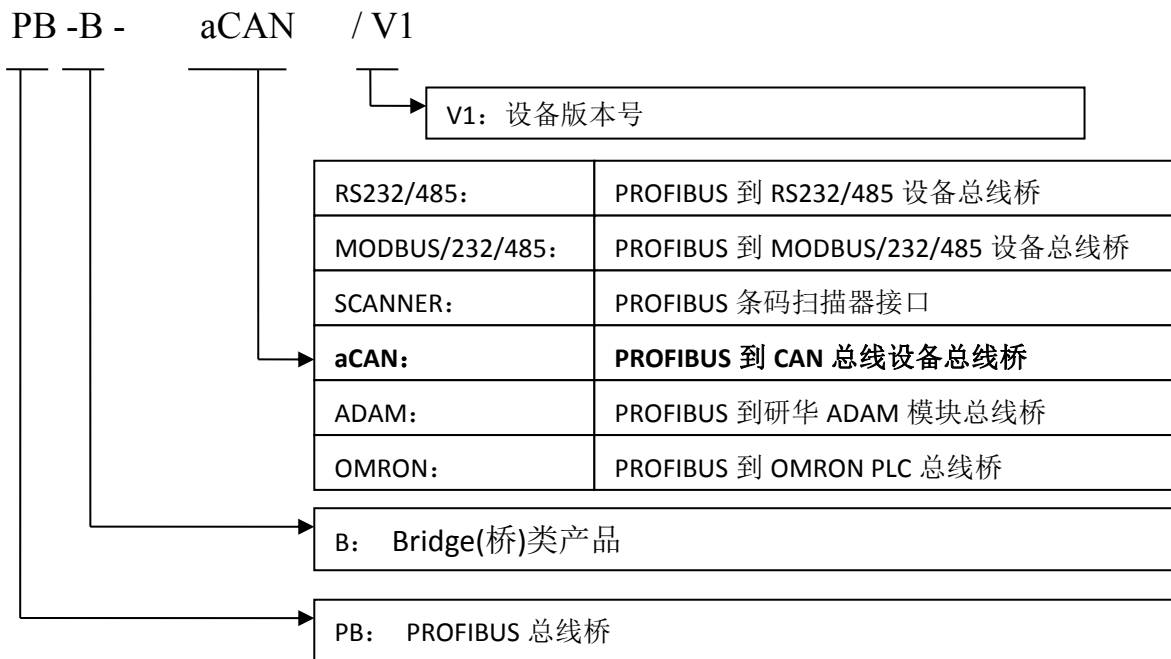 PB -B - aCAN / V1
V1：设备版本号
RS232/485： PROFIBUS 到 RS232/485 设备总线桥
MODBUS/232/485： PROFIBUS 到 MODBUS/232/485 设备总线桥
SCANNER： PROFIBUS 条码扫描器接口
aCAN： PROFIBUS 到 CAN 总线设备总线桥
ADAM： PROFIBUS 到研华 ADAM 模块总线桥
OMRON： PROFIBUS 到 OMRON PLC 总线桥
B： Bridge(桥)类产品
PB： PROFIBUS 总线桥